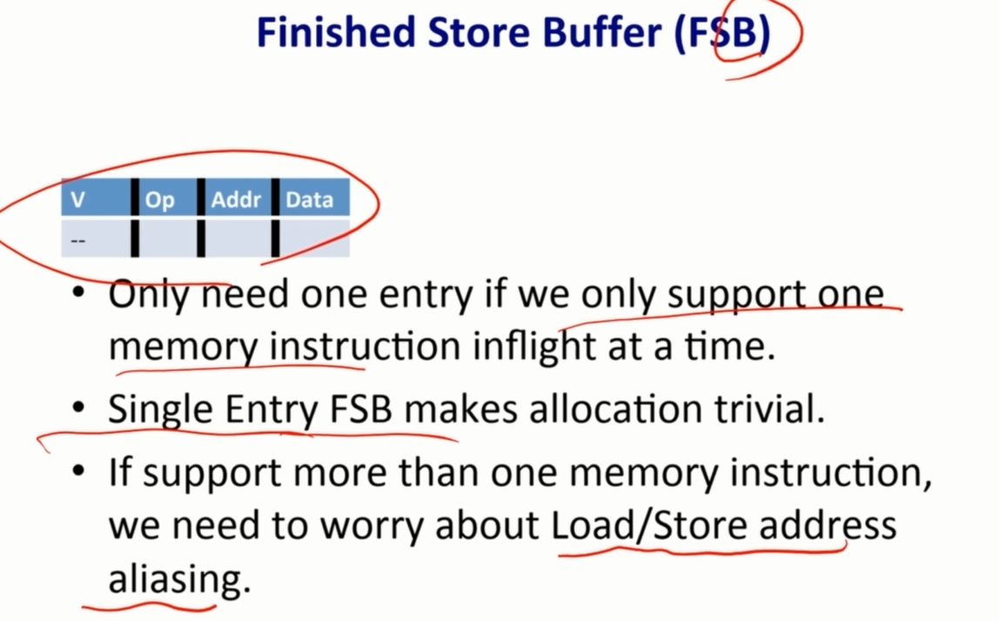 Finished Store Buffer (FSB)
V Op Addr Data
--
• Only need one entry if we only support one
memory instruction inflight at a time.
• Single Entry FSB makes allocation trivial.
• If support more than one memory instruction,
we need to worry about Load/Store address
aliasing.